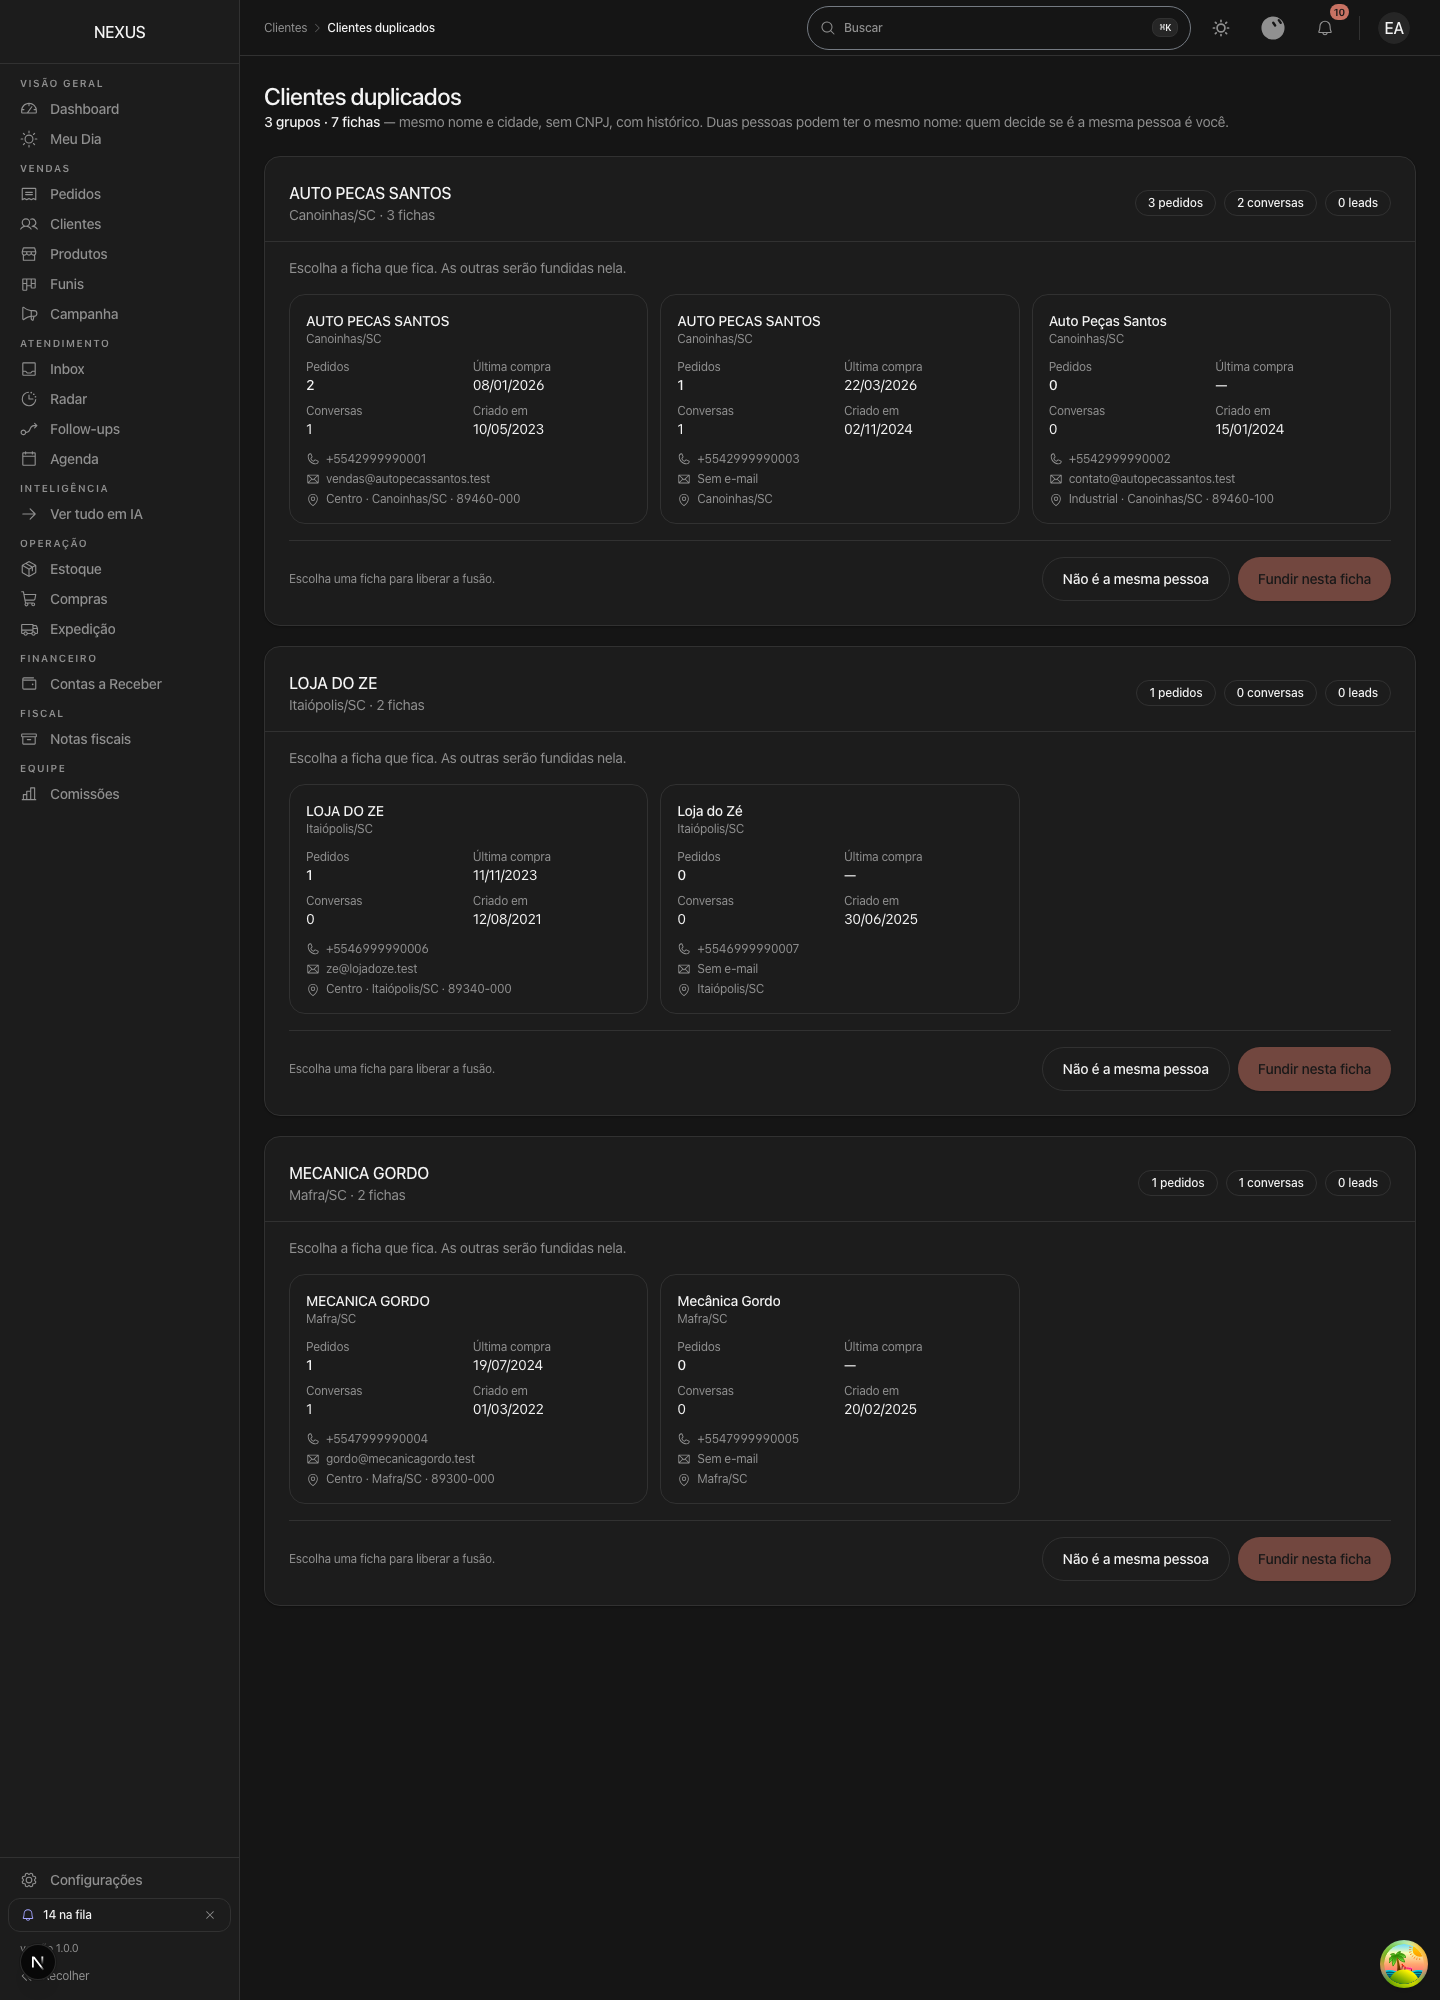 NEXUS
VISÃO GERAL
Dashboard
Meu Dia
VENDAS
Pedidos
Clientes
Produtos
Funis
Campanha
ATENDIMENTO
Inbox
Radar
Follow-ups
Agenda
INTELIGÊNCIA
Ver tudo em IA
OPERAÇÃO
Estoque
Compras
Expedição
FINANCEIRO
Contas a Receber
FISCAL
Notas fiscais
EQUIPE
Comissões
Configurações
14 na fila
1.0.0
N
Clientes > Clientes duplicados
Buscar ⌘K
10
EA
Clientes duplicados
3 grupos · 7 fichas — mesmo nome e cidade, sem CNPJ, com histórico. Duas pessoas podem ter o mesmo nome: quem decide se é a mesma pessoa é você.
AUTO PECAS SANTOS
Canoinhas/SC · 3 fichas
3 pedidos 2 conversas 0 leads
Escolha a ficha que fica. As outras serão fundidas nela.
AUTO PECAS SANTOS
Canoinhas/SC
Pedidos Última compra
2 08/01/2026
Conversas Criado em
1 10/05/2023
+5542999990001
vendas@autopecassantos.test
Centro · Canoinhas/SC · 89460-000
AUTO PECAS SANTOS
Canoinhas/SC
Pedidos Última compra
1 22/03/2026
Conversas Criado em
1 02/11/2024
+5542999990003
Sem e-mail
Canoinhas/SC
Auto Peças Santos
Canoinhas/SC
Pedidos Última compra
0 —
Conversas Criado em
0 15/01/2024
+5542999990002
contato@autopecassantos.test
Industrial · Canoinhas/SC · 89460-100
Escolha uma ficha para liberar a fusão.
Não é a mesma pessoa
Fundir nesta ficha
LOJA DO ZE
Itaiópolis/SC · 2 fichas
1 pedidos 0 conversas 0 leads
Escolha a ficha que fica. As outras serão fundidas nela.
LOJA DO ZE
Itaiópolis/SC
Pedidos Última compra
1 11/11/2023
Conversas Criado em
0 12/08/2021
+5546999990006
ze@lojadoze.test
Centro · Itaiópolis/SC · 89340-000
Loja do Zé
Itaiópolis/SC
Pedidos Última compra
0 —
Conversas Criado em
0 30/06/2025
+5546999990007
Sem e-mail
Itaiópolis/SC
Escolha uma ficha para liberar a fusão.
Não é a mesma pessoa
Fundir nesta ficha
MECANICA GORDO
Mafra/SC · 2 fichas
1 pedidos 1 conversas 0 leads
Escolha a ficha que fica. As outras serão fundidas nela.
MECANICA GORDO
Mafra/SC
Pedidos Última compra
1 19/07/2024
Conversas Criado em
1 01/03/2022
+5547999990004
gordo@mecanicagordo.test
Centro · Mafra/SC · 89300-000
Mecânica Gordo
Mafra/SC
Pedidos Última compra
0 —
Conversas Criado em
0 20/02/2025
+5547999990005
Sem e-mail
Mafra/SC
Escolha uma ficha para liberar a fusão.
Não é a mesma pessoa
Fundir nesta ficha